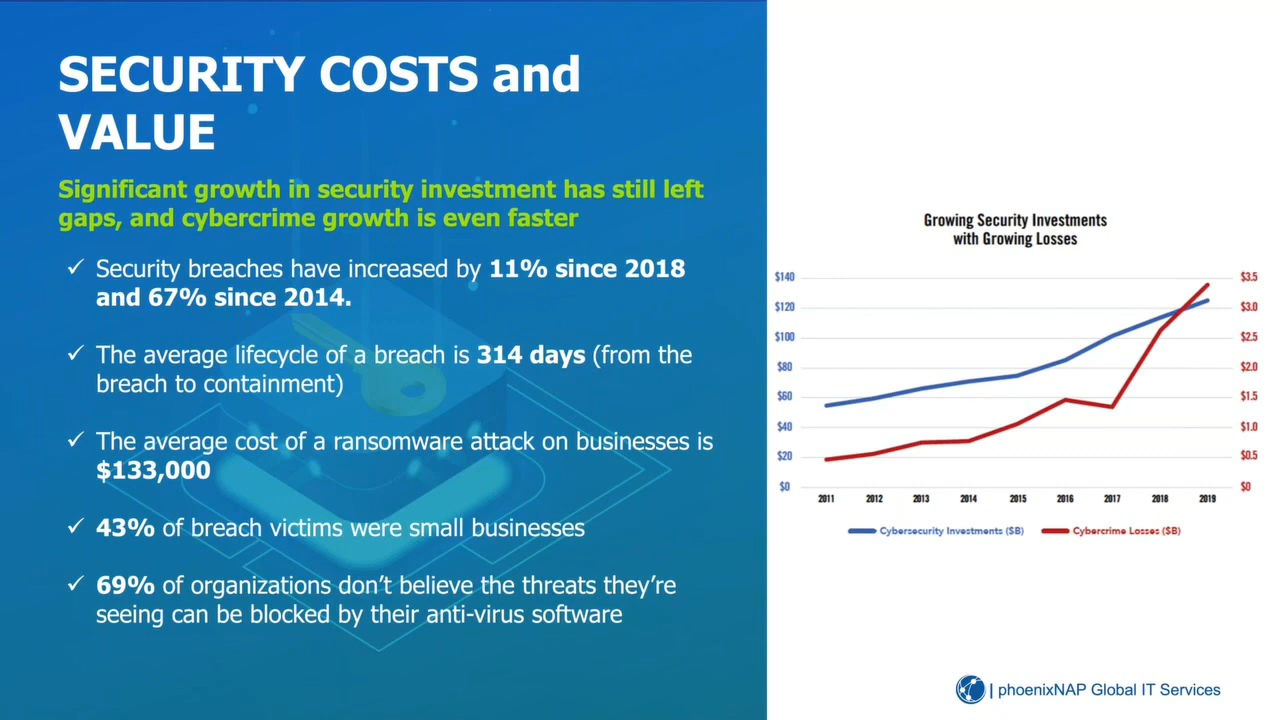 SECURITY COSTS and
VALUE
Significant growth in security investment has still left
gaps, and cybercrime growth is even faster
✓ Security breaches have increased by 11% since 2018
and 67% since 2014.
✓ The average lifecycle of a breach is 314 days (from the
breach to containment)
✓ The average cost of a ransomware attack on businesses is
$133,000
✓ 43% of breach victims were small businesses
✓ 69% of organizations don’t believe the threats they’re
seeing can be blocked by their anti-virus software
Growing Security Investments
with Growing Losses
$140 $3.5
$120 $3.0
$100 $2.5
$80 $2.0
$60 $1.5
$40 $1.0
$20 $0.5
$0 $0
2011 2012 2013 2014 2015 2016 2017 2018 2019
Cybersecurity Investments ($B) Cybercrime Losses ($B)
| phoenixNAP Global IT Services